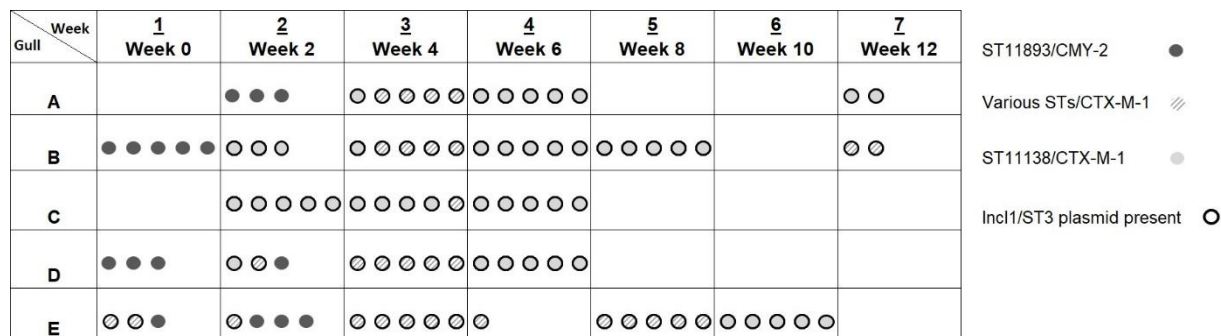 Week
Gull
1
Week 0
2
Week 2
3
Week 4
4
Week 6
5
Week 8
6
Week 10
7
Week 12
A
B
C
D
E
ST11893/CMY-2
Various STs/CTX-M-1
ST11138/CTX-M-1
IncI1/ST3 plasmid present